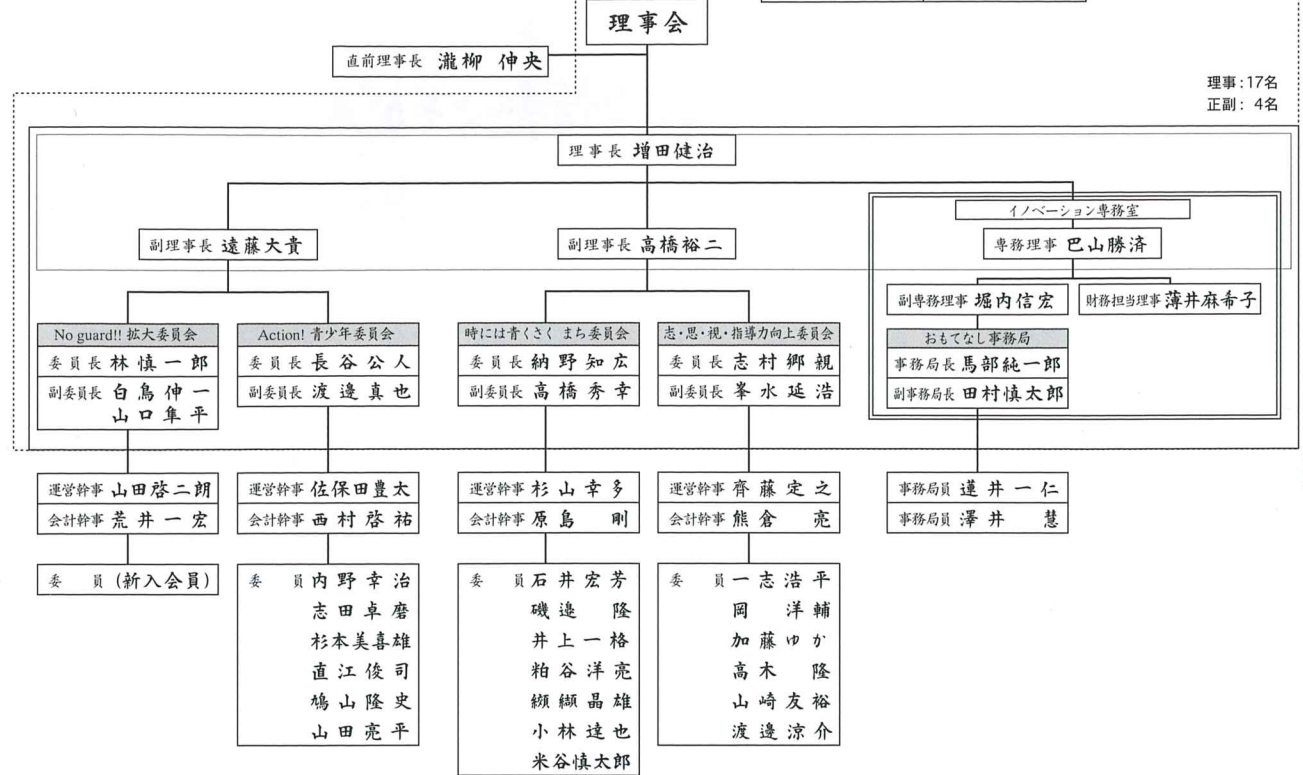 理事会
直前理事長 瀧柳 伸央
理事:17名
正副: 4名
理事長 増田健治
イノベーション専務室
副理事長 遠藤大貴
副理事長 高橋裕二
専務理事 巴山勝済
副専務理事 堀内信宏
財務担当理事 薄井麻希子
No guard!! 拡大委員会
委員長 林慎一郎
副委員長 白鳥伸一
山口隼平
Action! 青少年委員会
委員長 長谷公人
副委員長 渡邉真也
時には青くさく まち委員会
委員長 納野知広
副委員長 高橋秀幸
志・思・視・指導力向上委員会
委員長 志村郷親
副委員長 峯水延浩
おもてなし事務局
事務局長 馬部純一郎
副事務局長 田村慎太郎
運営幹事 山田啓二朗
会計幹事 荒井一宏
運営幹事 佐保田豊太
会計幹事 西村啓祐
運営幹事 杉山幸多
会計幹事 原島 剛
運営幹事 齊藤定之
会計幹事 熊倉 亮
事務局員 蓮井一仁
事務局員 澤井 慧
委員 (新入会員)
委員 内野幸治
志田卓磨
杉本美喜雄
直江俊司
鳩山隆史
山田亮平
委員 石井宏芳
磯邉 隆
井上一格
粕谷洋亮
纐纈晶雄
小林達也
米谷慎太郎
委員 一志浩平
岡 洋輔
加藤ゆか
高木 隆
山崎友裕
渡邉涼介